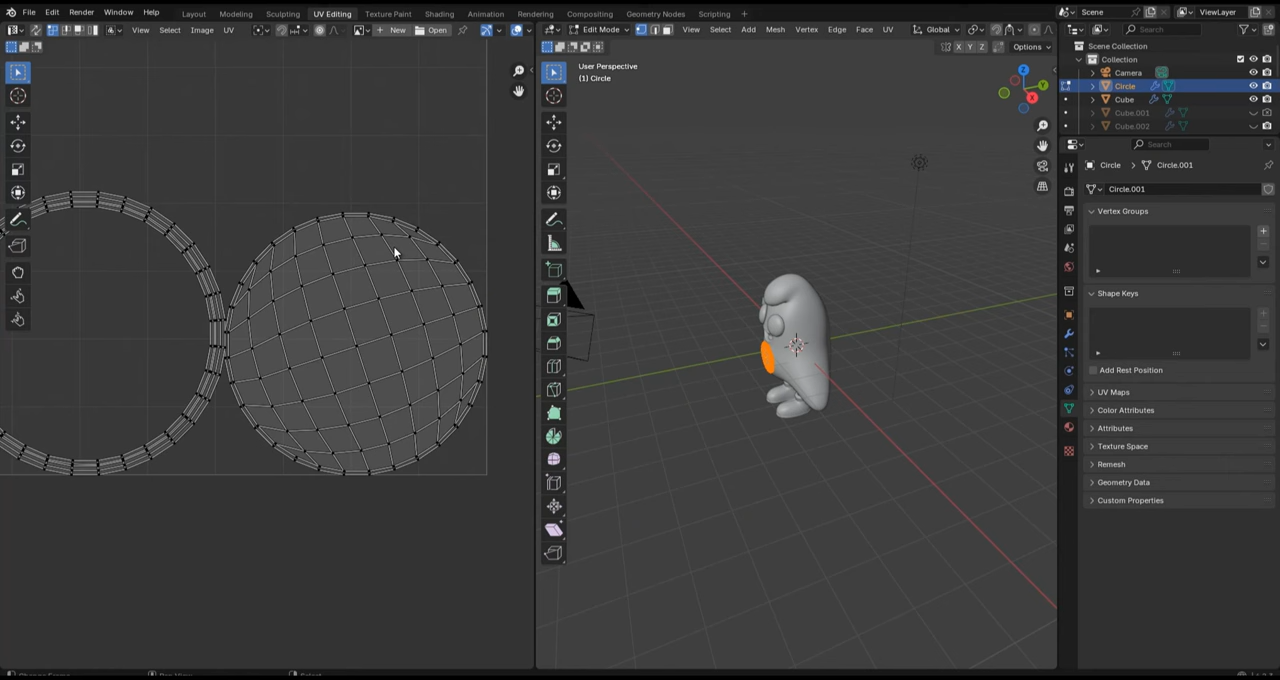 File Edit Render Window Help Layout Modeling Sculpting UV Editing Texture Paint Shading Animation Rendering Compositing Geometry Nodes Scripting Scene ViewLayer
View Select Image UV New Open Edit Mode View Select Add Mesh Vertex Edge Face UV Global Search
X Y Z Options
Scene Collection
Collection
Camera
Circle
Cube
Cube.001
Cube.002
User Perspective
(1) Circle
Z
Y
X
Search
Circle Circle.001
Circle.001
Vertex Groups
Shape Keys
Add Rest Position
UV Maps
Color Attributes
Attributes
Texture Space
Remesh
Geometry Data
Custom Properties